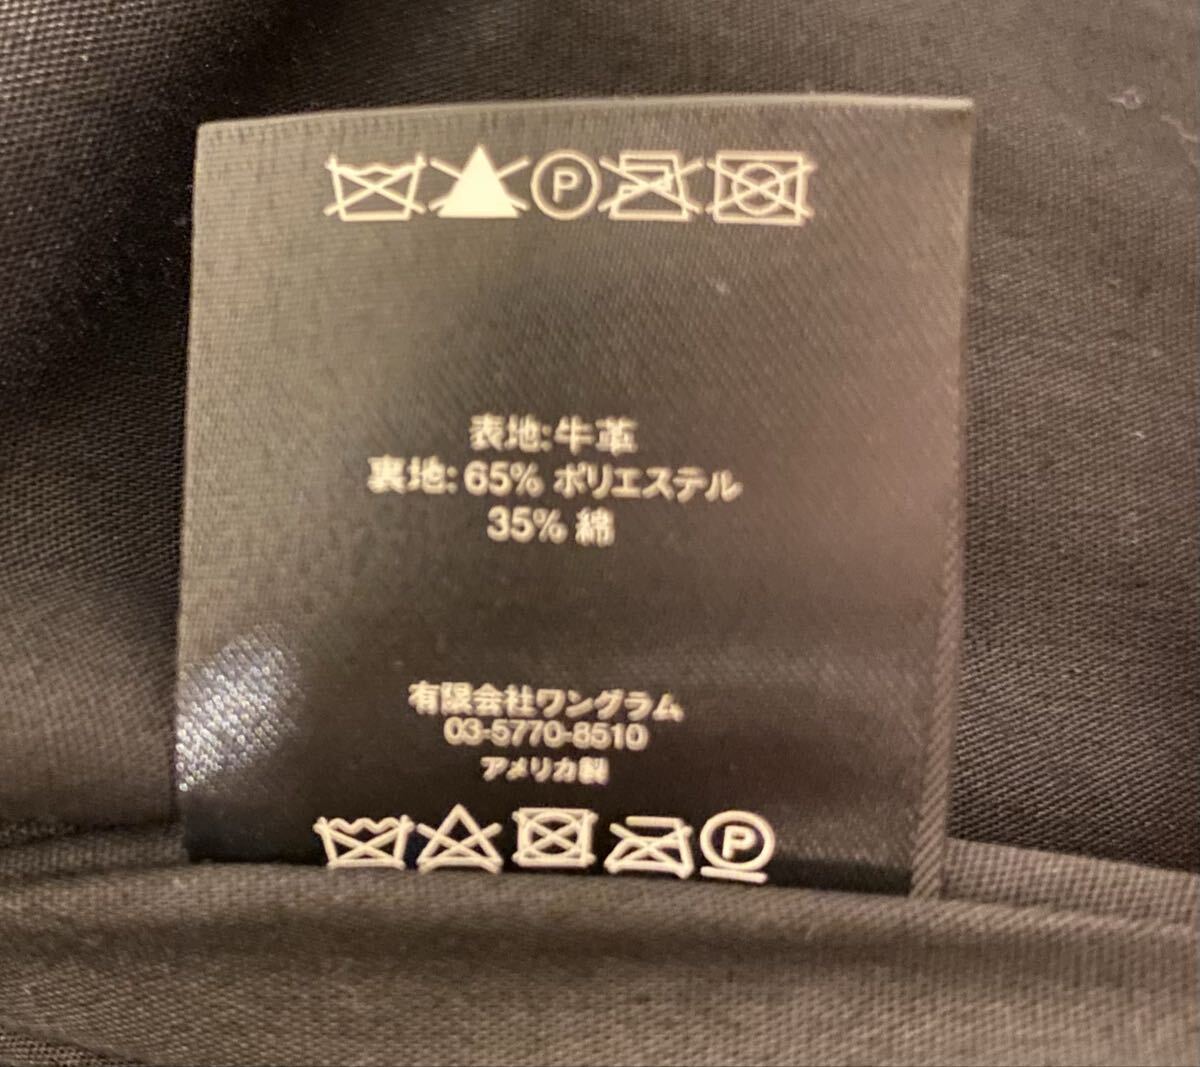 P
表地:牛革
裏地:65% ポリエステル
35% 綿
有限会社ワングラム
03-5770-8510
アメリカ製
P